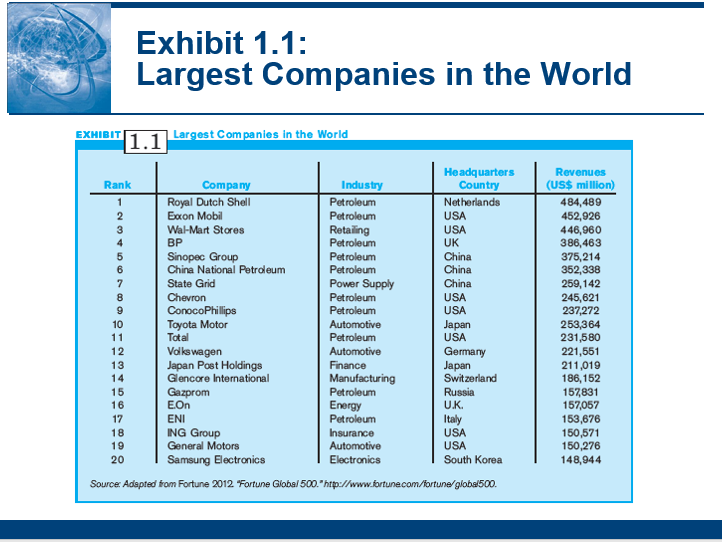 Exhibit 1.1:
Largest Companies in the World
EXHIBIT 1.1 Largest Companies in the World
Rank Company Industry Headquarters Country Revenues (US$ million)
1 Royal Dutch Shell Petroleum Netherlands 484,489
2 Exxon Mobil Petroleum USA 452,926
3 Wal-Mart Stores Retailing USA 446,960
4 BP Petroleum UK 386,463
5 Sinopec Group Petroleum China 375,214
6 China National Petroleum Petroleum China 352,338
7 State Grid Power Supply China 259,142
8 Chevron Petroleum USA 245,621
9 ConocoPhillips Petroleum USA 237,272
10 Toyota Motor Automotive Japan 253,364
11 Total Petroleum USA 231,580
12 Volkswagen Automotive Germany 221,551
13 Japan Post Holdings Finance Japan 211,019
14 Glencore International Manufacturing Switzerland 186,152
15 Gazprom Petroleum Russia 157,831
16 E.On Energy U.K. 157,057
17 ENI Petroleum Italy 153,676
18 ING Group Insurance USA 150,571
19 General Motors Automotive USA 150,276
20 Samsung Electronics Electronics South Korea 148,944
Source: Adapted from Fortune 2012. "Fortune Global 500." http://www.fortune.com/fortune/global500.